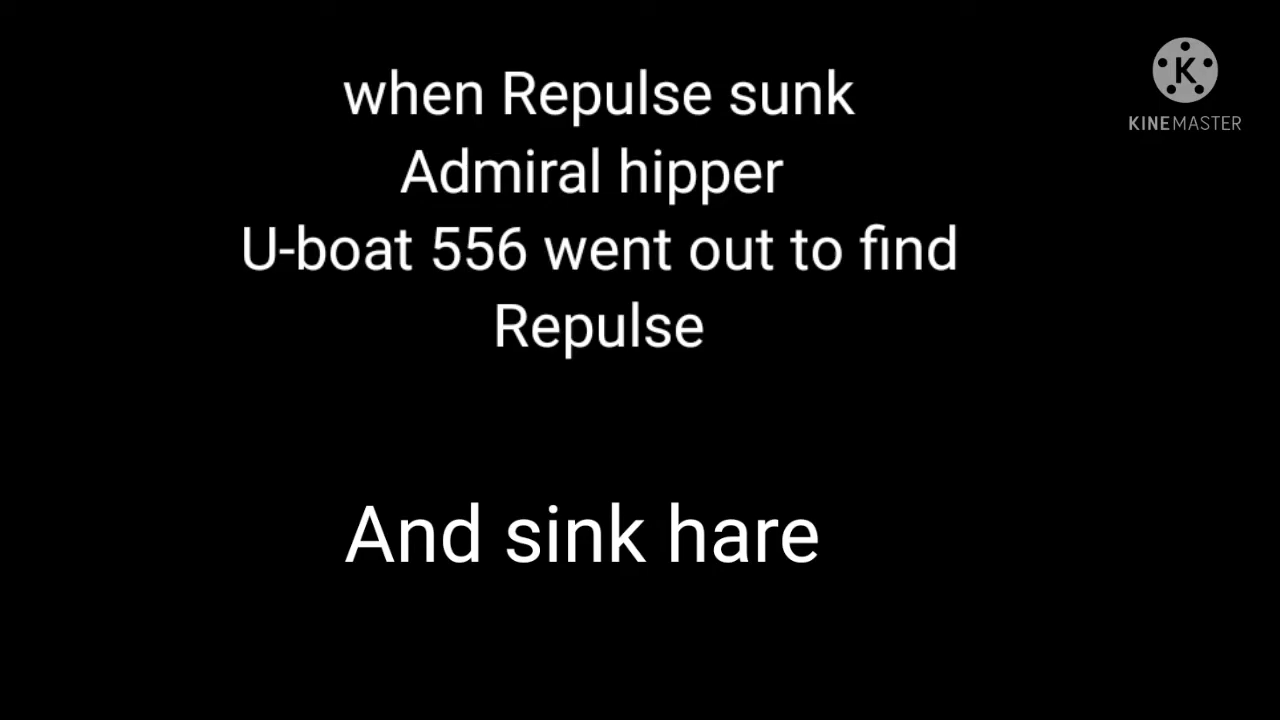 when Repulse sunk
Admiral hipper
U-boat 556 went out to find
Repulse
And sink hare
K
KINEMASTER